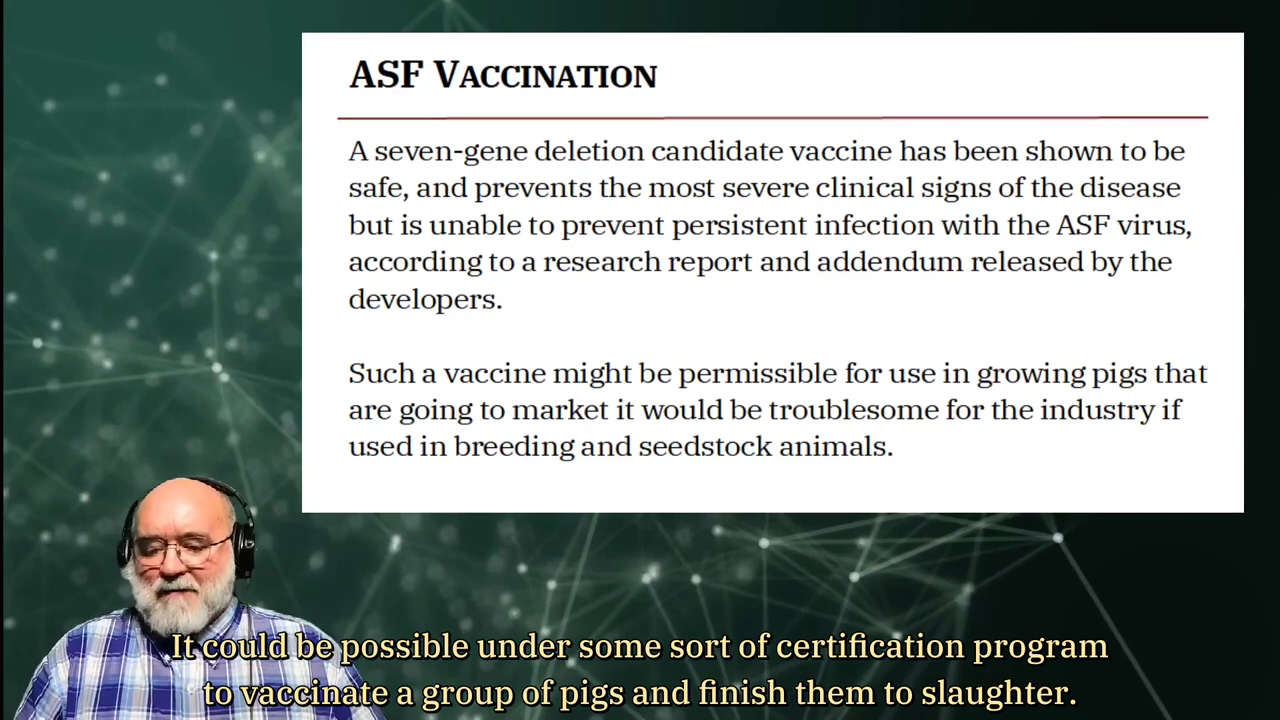 ASF VACCINATION
A seven-gene deletion candidate vaccine has been shown to be
safe, and prevents the most severe clinical signs of the disease
but is unable to prevent persistent infection with the ASF virus,
according to a research report and addendum released by the
developers.
Such a vaccine might be permissible for use in growing pigs that
are going to market it would be troublesome for the industry if
used in breeding and seedstock animals.
It could be possible under some sort of certification program
to vaccinate a group of pigs and finish them to slaughter.